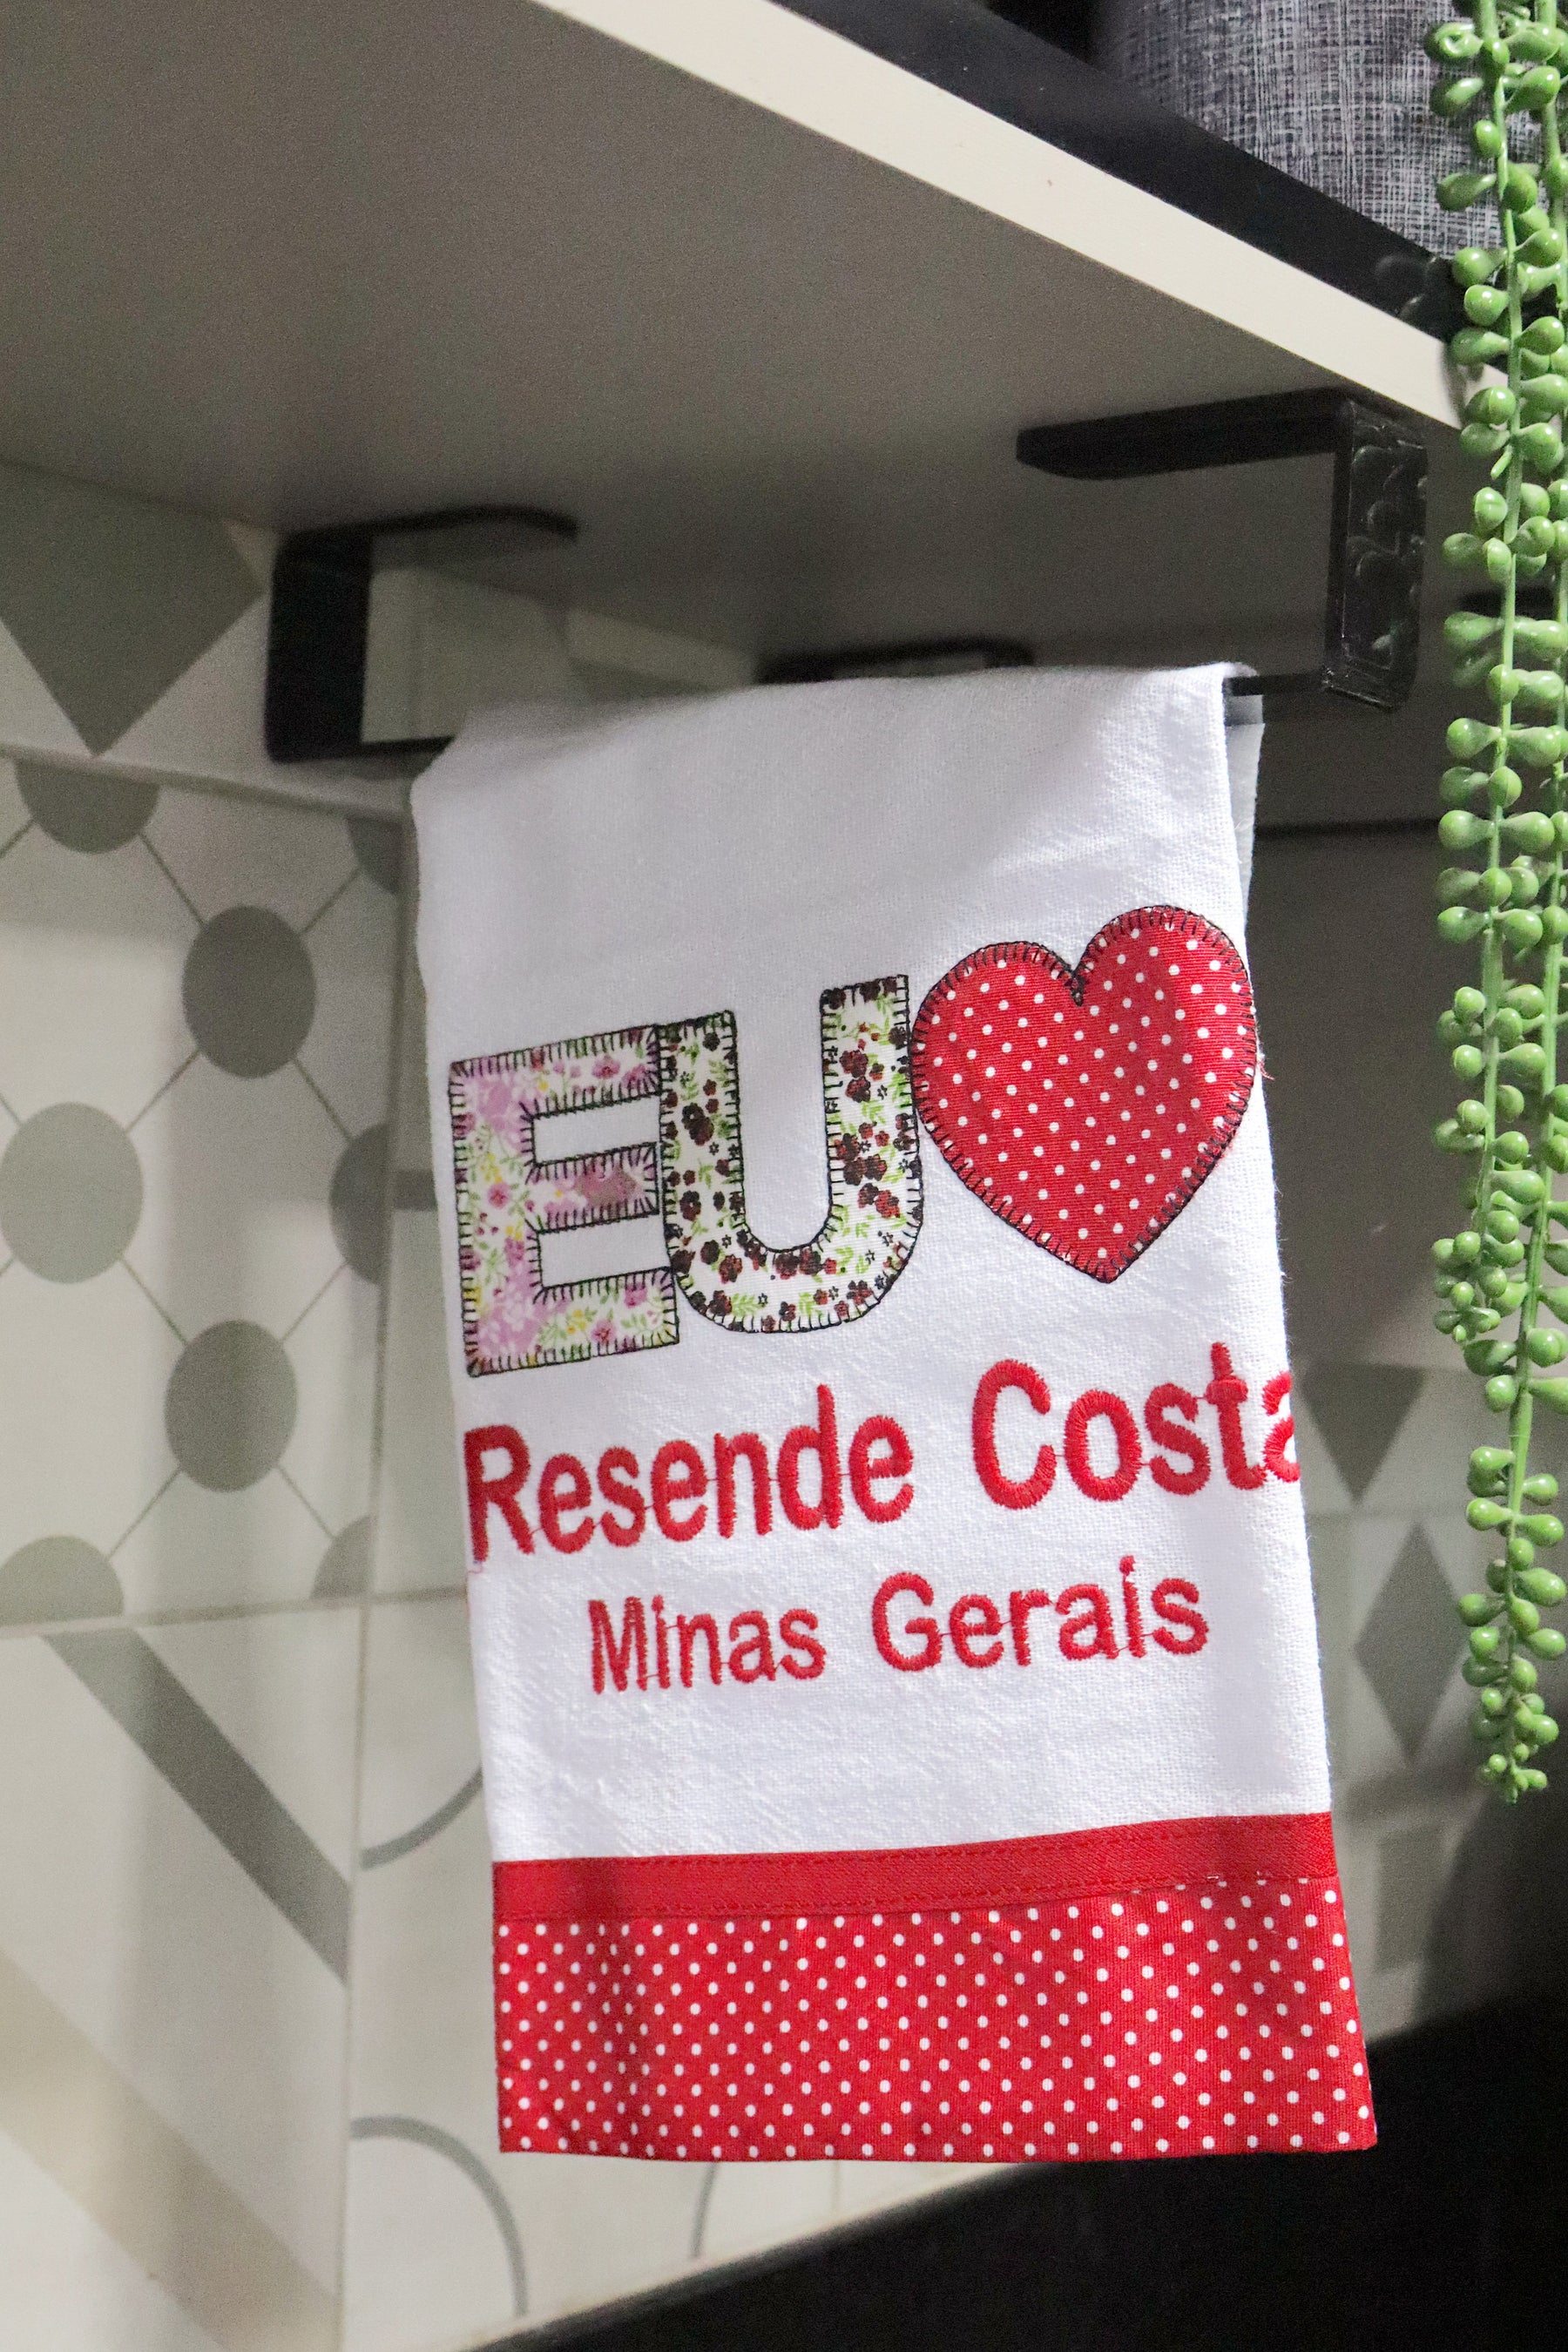 EU
Resende Costa
Minas Gerais